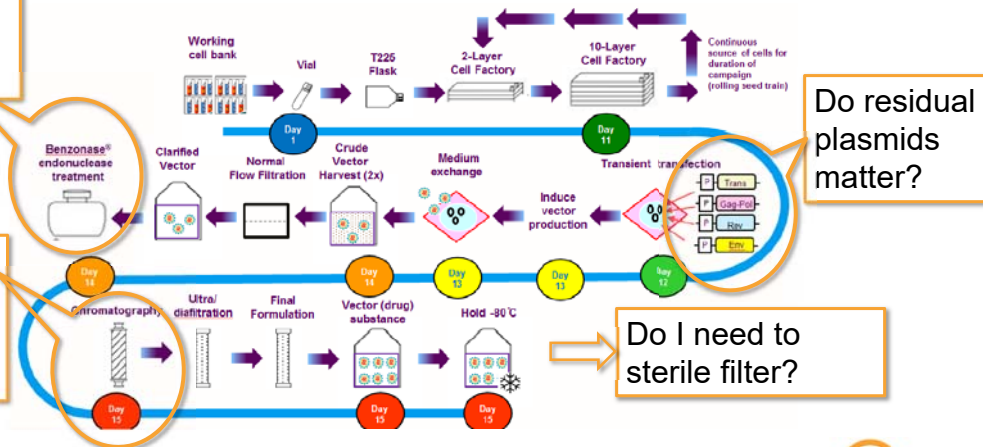 Working
cell bank
Vial
T225
Flask
2-Layer
Cell Factory
10-Layer
Cell Factory
Continuous
source of cells for
duration of
campaign
(rolling seed train)
Do residual
plasmids
matter?
Day
1
Day
11
Benzonase®
endonuclease
treatment
Clarified
Vector
Normal
Flow Filtration
Crude
Vector
Harvest (2x)
Medium
exchange
Induce
vector
production
Transient transfection
P Trans
P Gag-Pol
P Rev
P Env
Day
14
Day
14
Day
13
Day
13
Day
12
Chromatography
Ultra/
diafiltration
Final
Formulation
Vector (drug)
substance
Hold -80°C
Do I need to
sterile filter?
Day
15
Day
15
Day
15